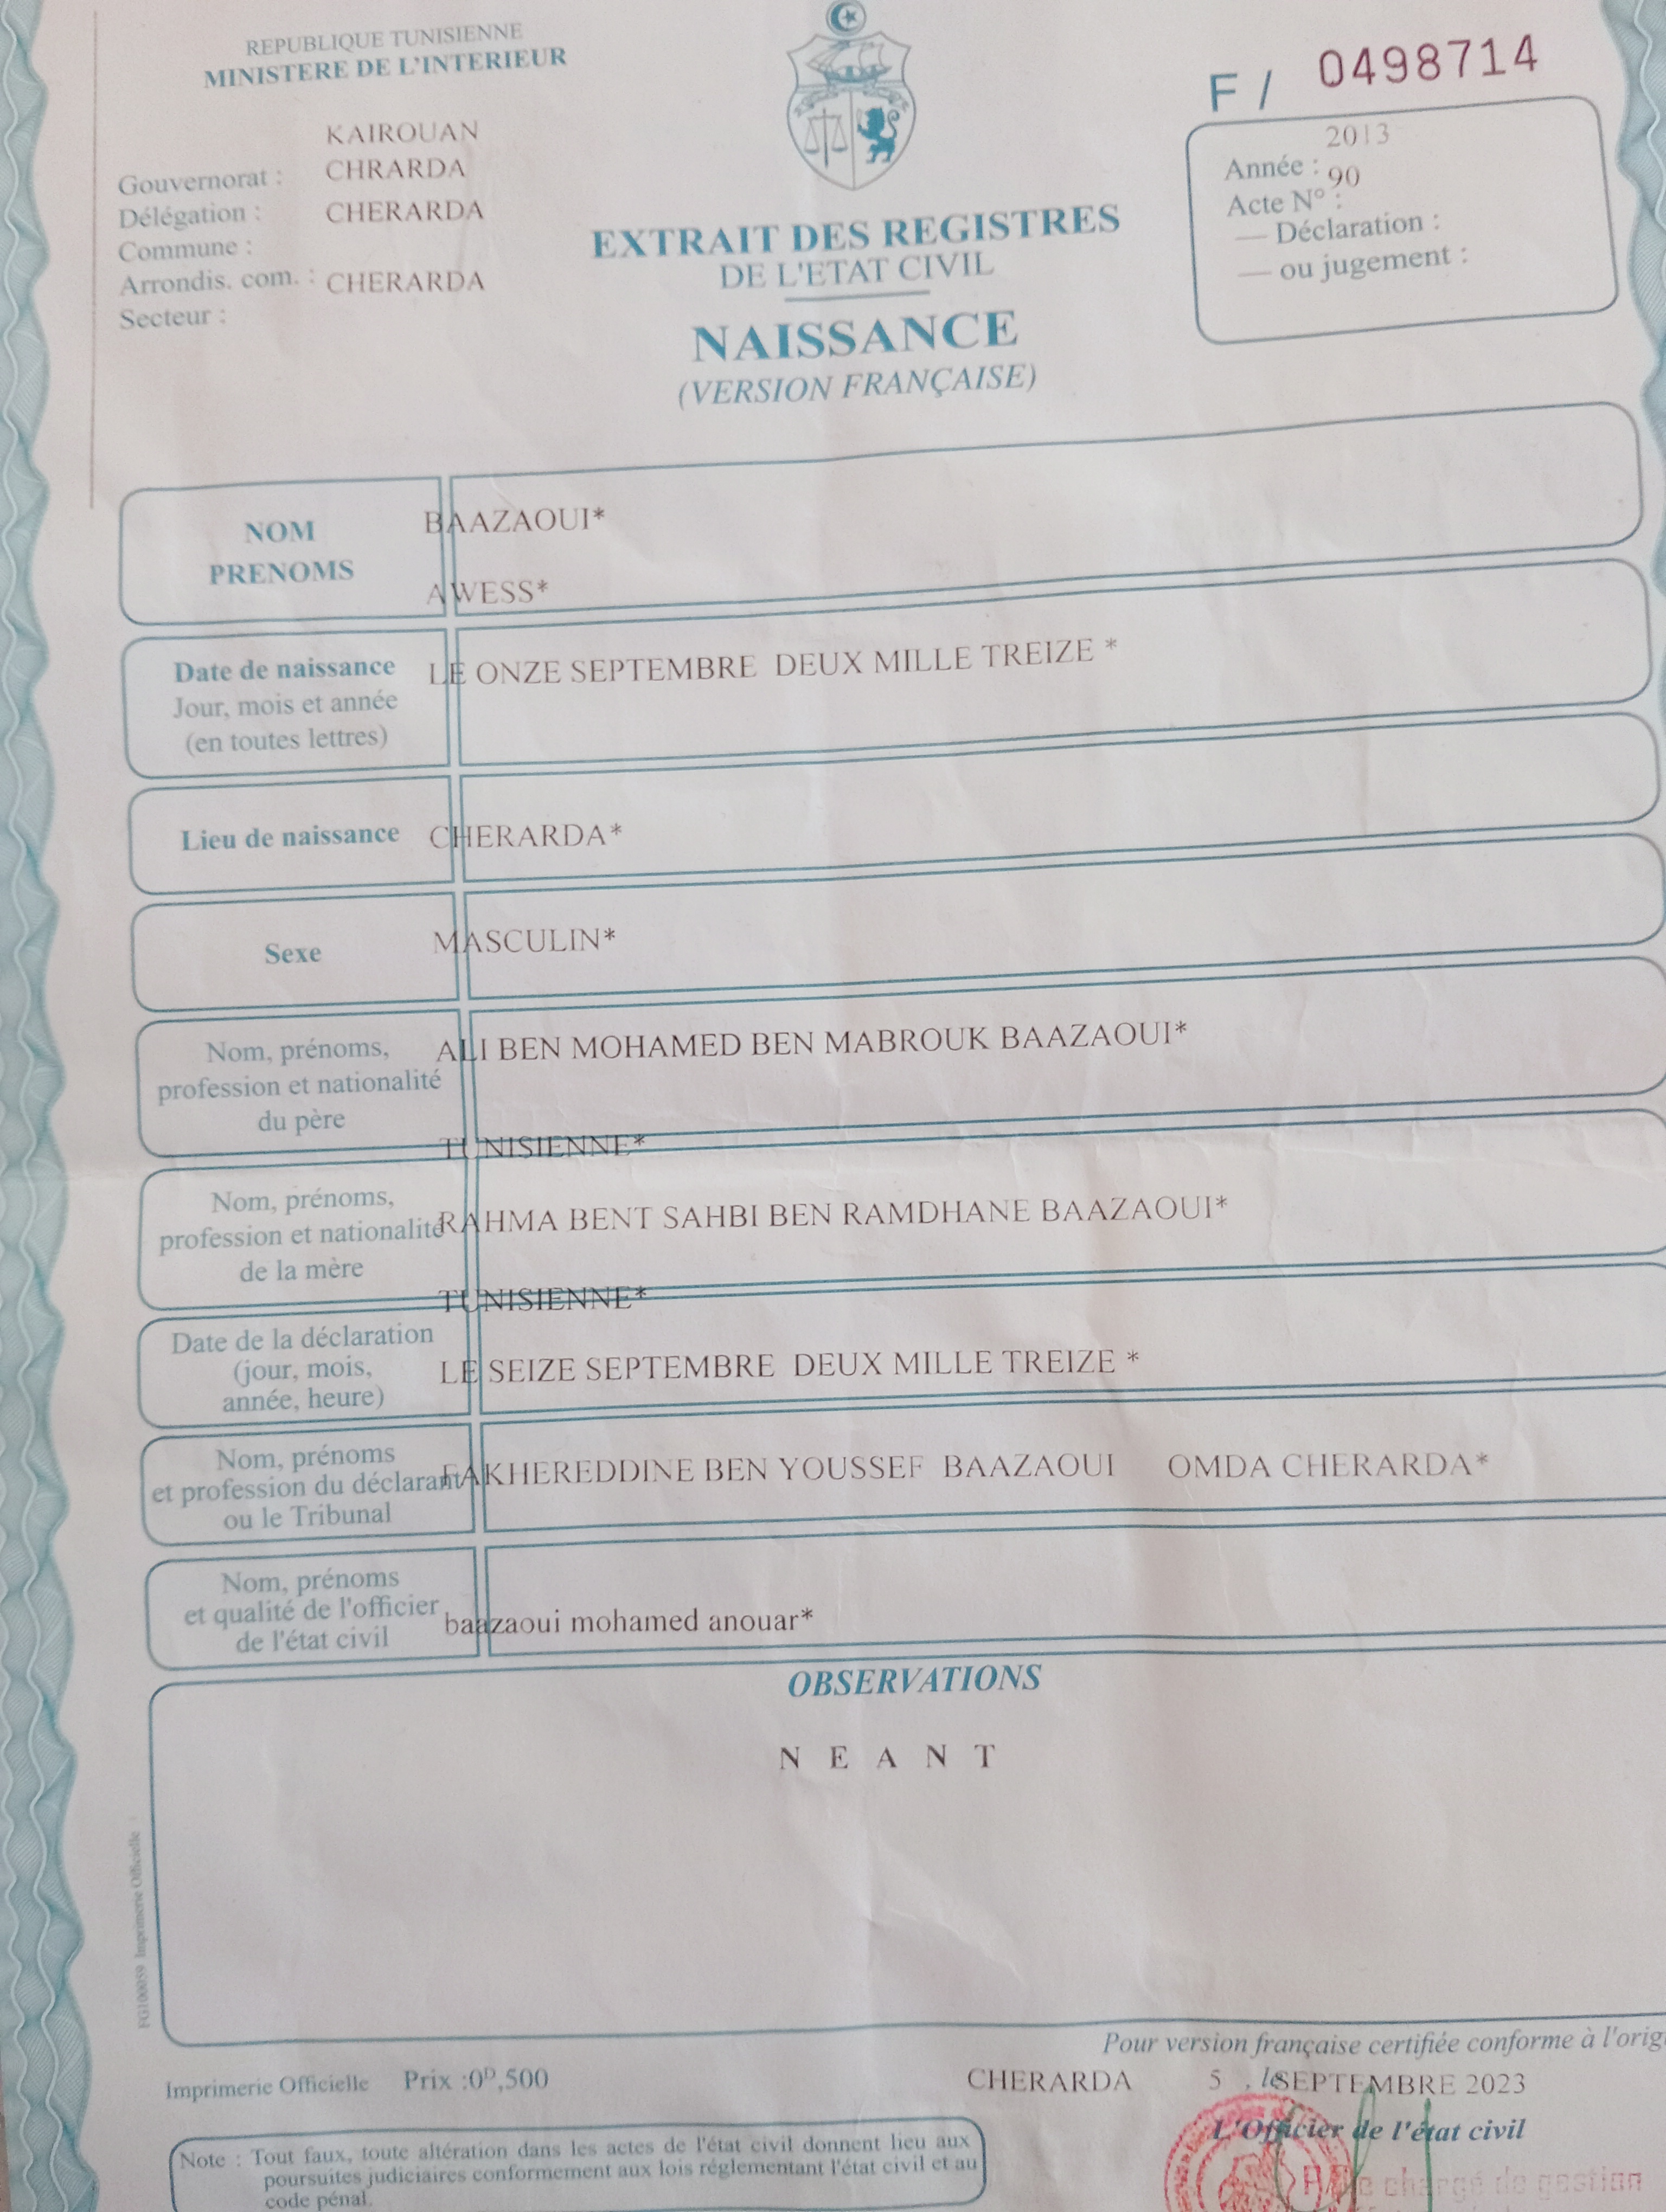 REPUBLIQUE TUNISIENNE
MINISTERE DE L'INTERIEUR
F / 0498714
KAIROUAN
Gouvernorat : CHRARDA
Délégation : CHERARDA
Commune :
Arrondis. com. : CHERARDA
Secteur :
2013
Année : 90
Acte N° :
— Déclaration :
— ou jugement :
EXTRAIT DES REGISTRES
DE L'ETAT CIVIL
NAISSANCE
(VERSION FRANÇAISE)
NOM BAAZAOUI*
PRENOMS AWESS*
Date de naissance LE ONZE SEPTEMBRE DEUX MILLE TREIZE *
Jour, mois et année
(en toutes lettres)
Lieu de naissance CHERARDA*
Sexe MASCULIN*
Nom, prénoms, ALI BEN MOHAMED BEN MABROUK BAAZAOUI*
profession et nationalité
du père
TUNISIENNE*
Nom, prénoms,
profession et nationalité RAHMA BENT SAHBI BEN RAMDHANE BAAZAOUI*
de la mère
TUNISIENNE*
Date de la déclaration
(jour, mois, LE SEIZE SEPTEMBRE DEUX MILLE TREIZE *
année, heure)
Nom, prénoms
et profession du déclarant FAKHEREDDINE BEN YOUSSEF BAAZAOUI OMDA CHERARDA*
ou le Tribunal
Nom, prénoms
et qualité de l'officier baazaoui mohamed anouar*
de l'état civil
OBSERVATIONS
N E A N T
FG100059 Imprimerie Officielle
Pour version française certifiée conforme à l'orig
Imprimerie Officielle Prix :0ᴰ,500
CHERARDA 5 , le SEPTEMBRE 2023
L'Officier de l'état civil
Note : Tout faux, toute altération dans les actes de l'état civil donnent lieu aux
poursuites judiciaires conformement aux lois réglementant l'état civil et au
code pénal.
chargé de gestion